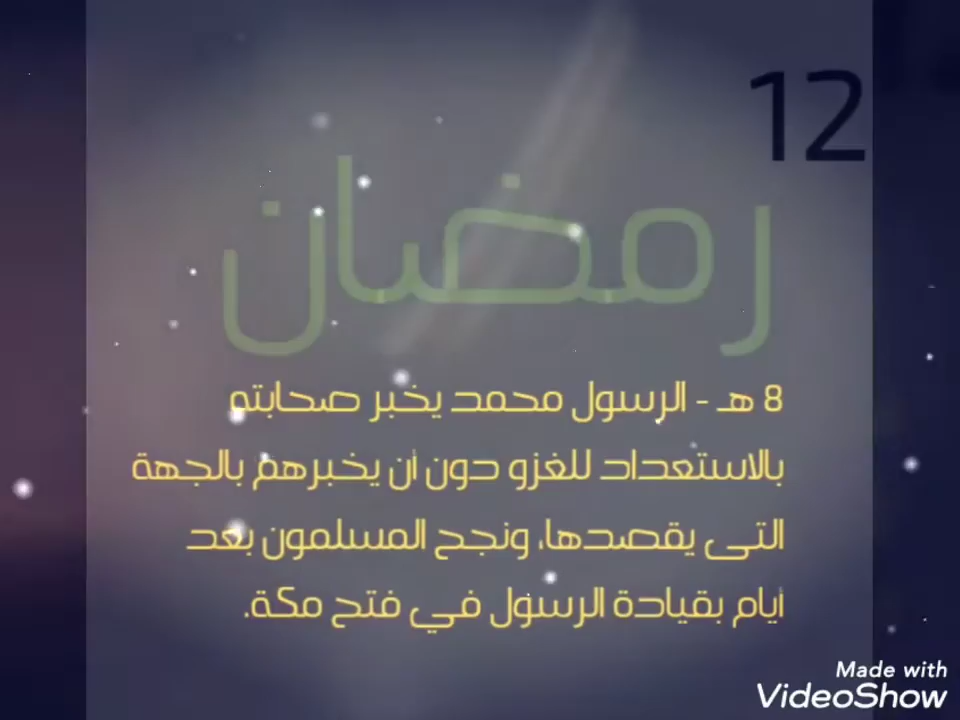 12
رمضان
8 هـ - الرسول محمد يخبر صحابته
بالاستعداد للغزو دون أن يخبرهم بالجهة
التى يقصدها، ونجح المسلمون بعد
أيام بقيادة الرسول في فتح مكة.
Made with
VideoShow